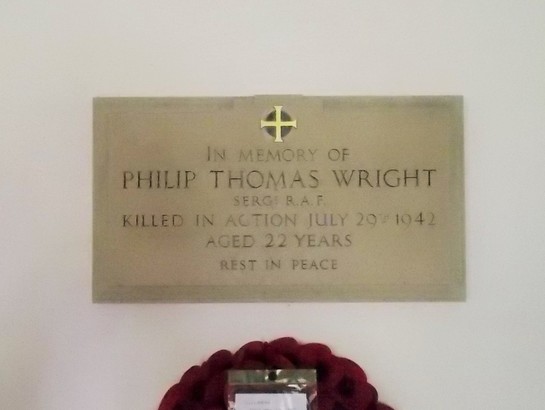 IN MEMORY OF
PHILIP THOMAS WRIGHT
SERGT R.A.F.
KILLED IN ACTION JULY 29TH 1942
AGED 22 YEARS
REST IN PEACE